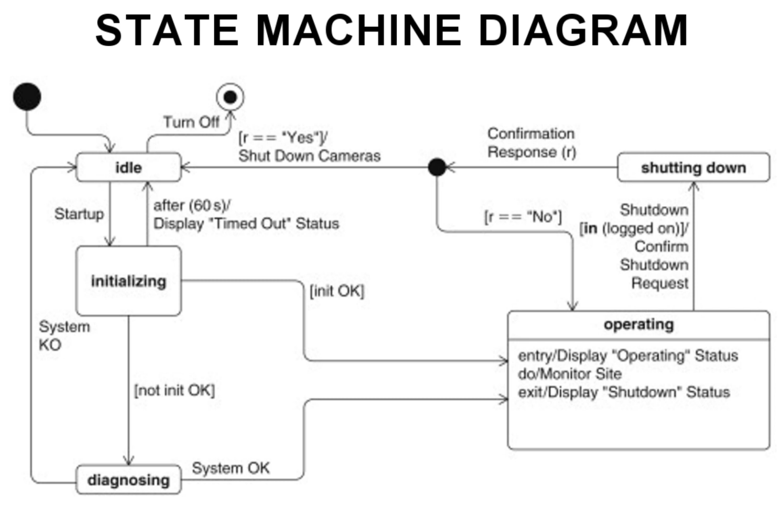 STATE MACHINE DIAGRAM
Turn Off
[r == "Yes"]/
Shut Down Cameras
Confirmation
Response (r)
idle
shutting down
Startup
after (60 s)/
Display "Timed Out" Status
[r == "No"]
Shutdown
[in (logged on)]/
Confirm
Shutdown
Request
initializing
[init OK]
System
KO
operating
entry/Display "Operating" Status
do/Monitor Site
exit/Display "Shutdown" Status
[not init OK]
diagnosing
System OK